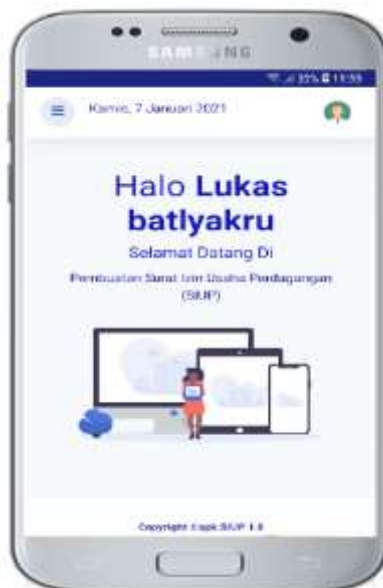 SAMSUNG
Kamis, 7 Januari 2021
Halo Lukas
batlyakru
Selamat Datang Di
Pembuatan Surat Izin Usaha Perdagangan
(SIUP)
Copyright SIUP 1.0